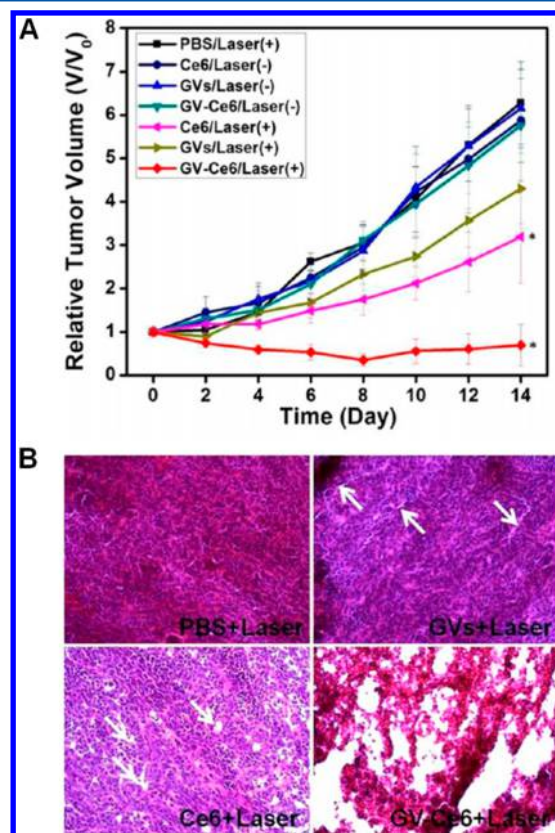 A
Relative Tumor Volume (V/V0)
8
7
6
5
4
3
2
1
0
PBS/Laser(+)
Ce6/Laser(-)
GVs/Laser(-)
GV-Ce6/Laser(-)
Ce6/Laser(+)
GVs/Laser(+)
GV-Ce6/Laser(+)
*
*
0 2 4 6 8 10 12 14
Time (Day)
B
PBS+Laser
GVs+Laser
Ce6+Laser
GV-Ce6+Laser